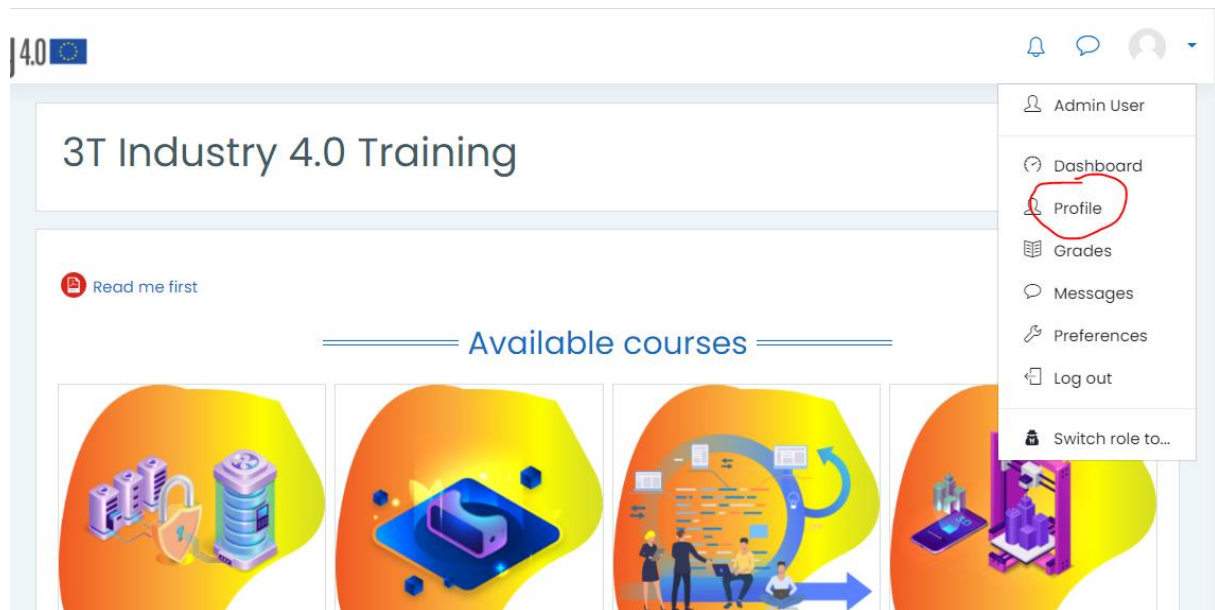 4.0
Admin User
3T Industry 4.0 Training
Dashboard
Profile
Grades
Read me first
Messages
Available courses
Preferences
Log out
Switch role to...
3D